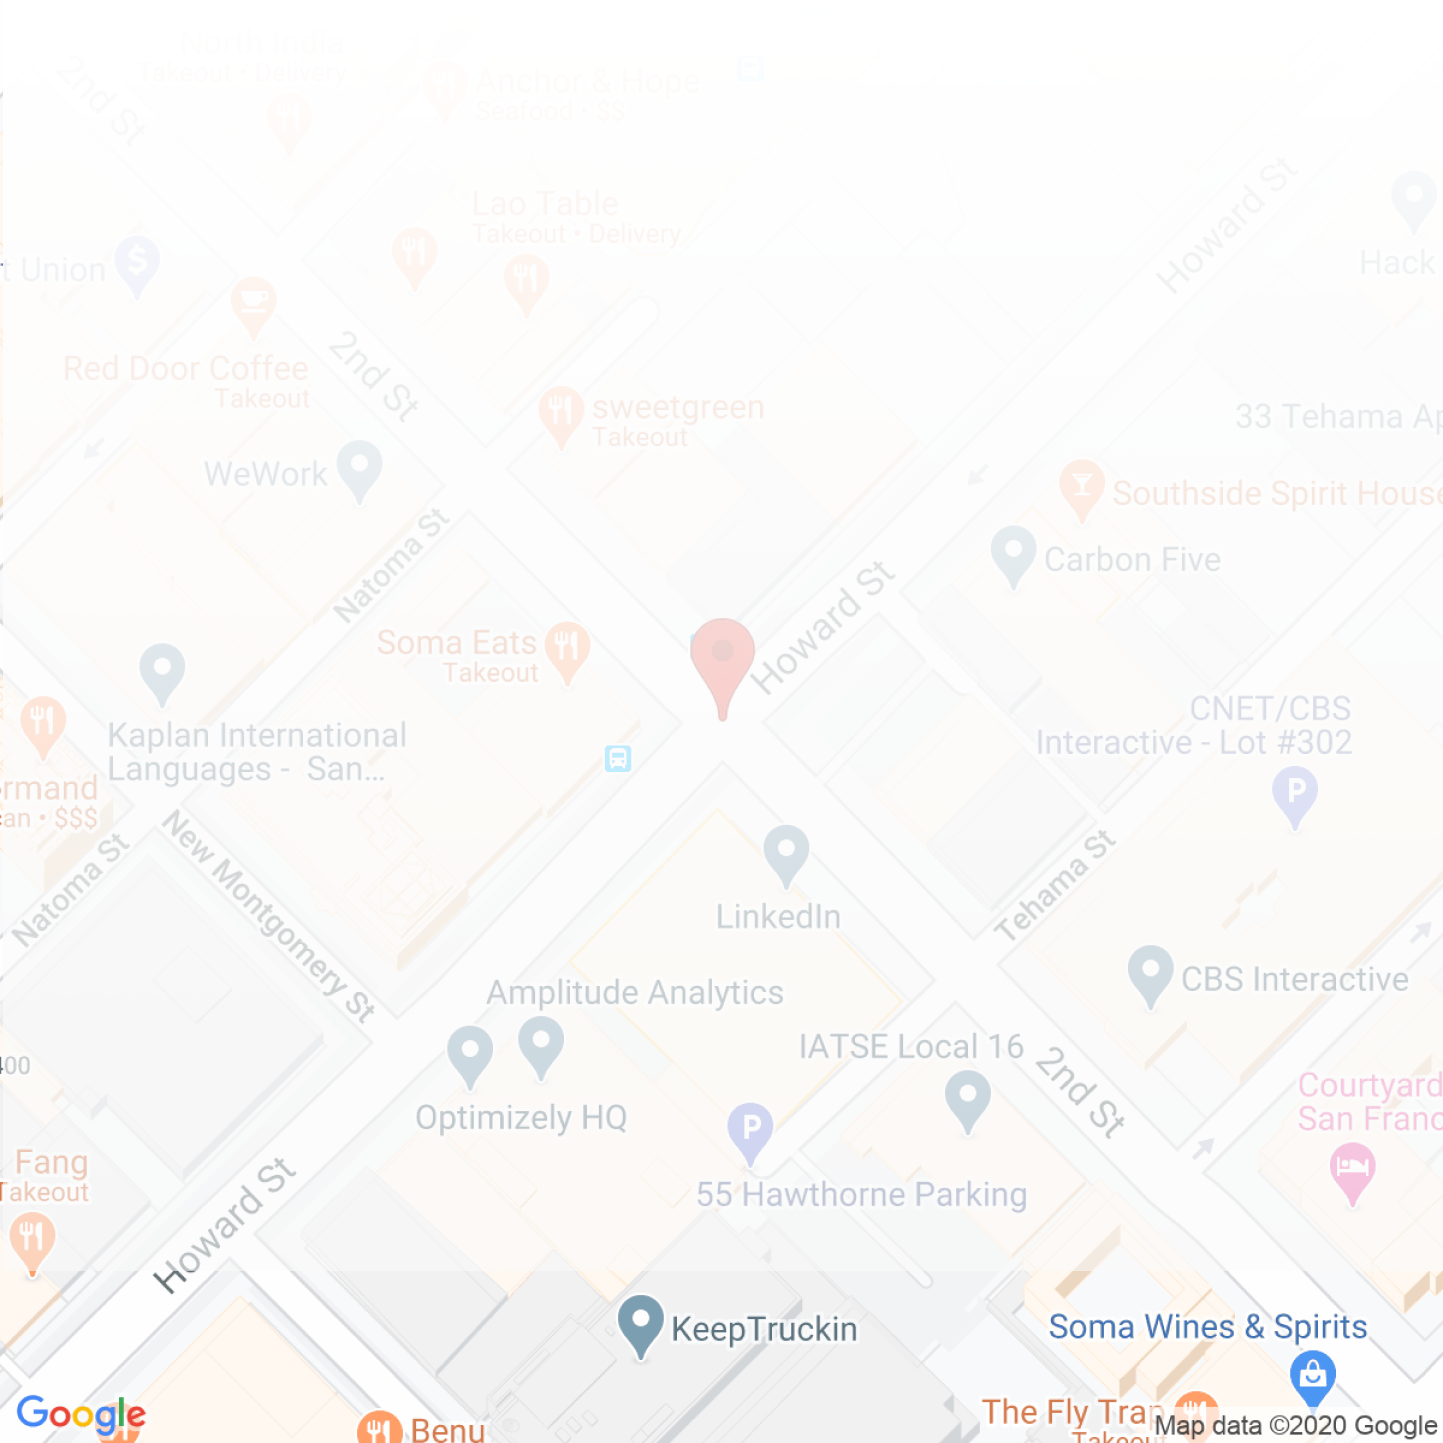 North India
Takeout • Delivery
2nd St
Anchor & Hope
Seafood • $$
Lao Table
Takeout • Delivery
Howard St
Hack
t Union
Red Door Coffee
Takeout
2nd St
sweetgreen
Takeout
33 Tehama Ap
WeWork
Southside Spirit House
Natoma St
Carbon Five
Howard St
Soma Eats
Takeout
CNET/CBS
Interactive - Lot #302
Kaplan International
Languages - San...
rmand
can • $$$
P
Natoma St
New Montgomery St
Tehama St
LinkedIn
CBS Interactive
Amplitude Analytics
IATSE Local 16
400
2nd St
Courtyard
San Franc
Optimizely HQ
P
Fang
Takeout
55 Hawthorne Parking
Howard St
KeepTruckin
Soma Wines & Spirits
Google
Benu
The Fly Trap
Takeout
Map data ©2020 Google